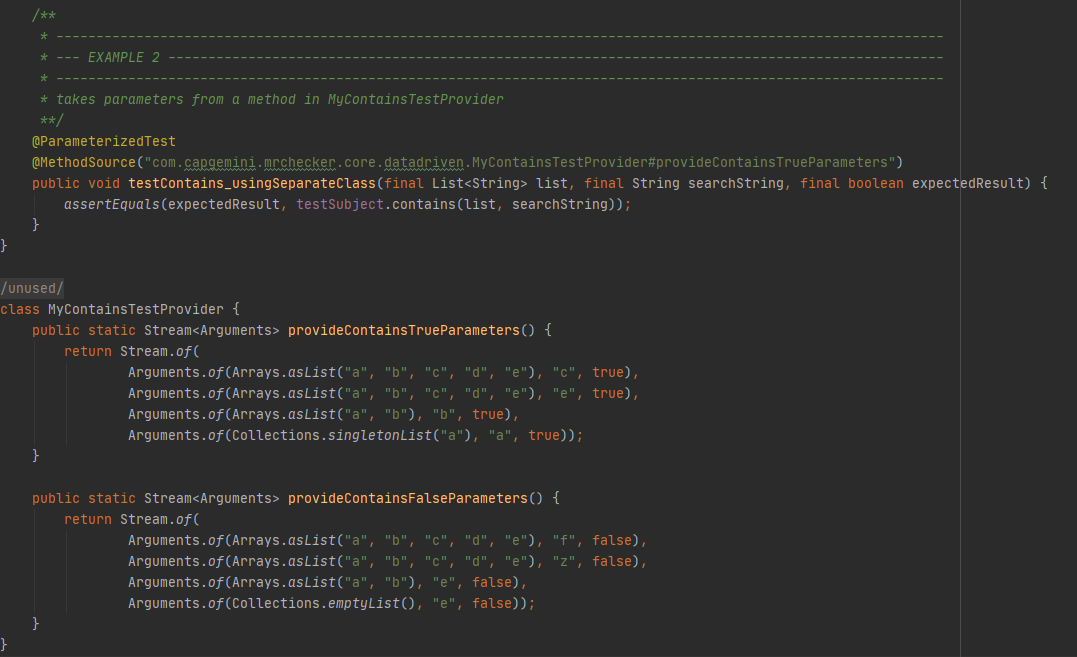 /**
 * ---------------------------------------------------------------------------------------------------------------
 * --- EXAMPLE 2 -------------------------------------------------------------------------------------------------
 * ---------------------------------------------------------------------------------------------------------------
 * takes parameters from a method in MyContainsTestProvider
 **/
@ParameterizedTest
@MethodSource("com.capgemini.mrchecker.core.datadriven.MyContainsTestProvider#provideContainsTrueParameters")
public void testContains_usingSeparateClass(final List<String> list, final String searchString, final boolean expectedResult) {
assertEquals(expectedResult, testSubject.contains(list, searchString));
}
}
/unused/
class MyContainsTestProvider {
public static Stream<Arguments> provideContainsTrueParameters() {
return Stream.of(
Arguments.of(Arrays.asList("a", "b", "c", "d", "e"), "c", true),
Arguments.of(Arrays.asList("a", "b", "c", "d", "e"), "e", true),
Arguments.of(Arrays.asList("a", "b"), "b", true),
Arguments.of(Collections.singletonList("a"), "a", true));
}
public static Stream<Arguments> provideContainsFalseParameters() {
return Stream.of(
Arguments.of(Arrays.asList("a", "b", "c", "d", "e"), "f", false),
Arguments.of(Arrays.asList("a", "b", "c", "d", "e"), "z", false),
Arguments.of(Arrays.asList("a", "b"), "e", false),
Arguments.of(Collections.emptyList(), "e", false));
}
}